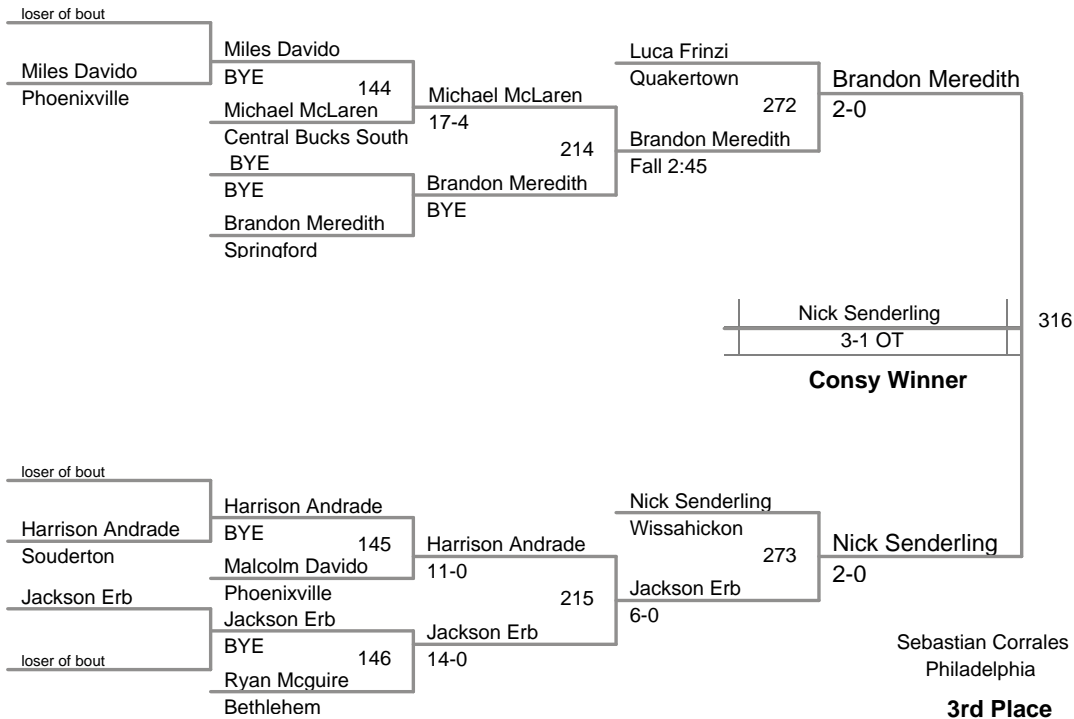 loser of bout
Miles Davido
Phoenixville
Miles Davido
BYE
144
Michael McLaren
Central Bucks South
BYE
BYE
Brandon Meredith
Springford
Michael McLaren
17-4
214
Brandon Meredith
BYE
Luca Frinzi
Quakertown
272
Brandon Meredith
Fall 2:45
Brandon Meredith
2-0
Nick Senderling
316
3-1 OT
Consy Winner
loser of bout
Harrison Andrade
Souderton
Jackson Erb
loser of bout
Harrison Andrade
BYE
145
Malcolm Davido
Phoenixville
Jackson Erb
BYE
146
Ryan Mcguire
Bethlehem
Harrison Andrade
11-0
215
Jackson Erb
14-0
Nick Senderling
Wissahickon
273
Jackson Erb
6-0
Nick Senderling
2-0
Sebastian Corrales
Philadelphia
3rd Place